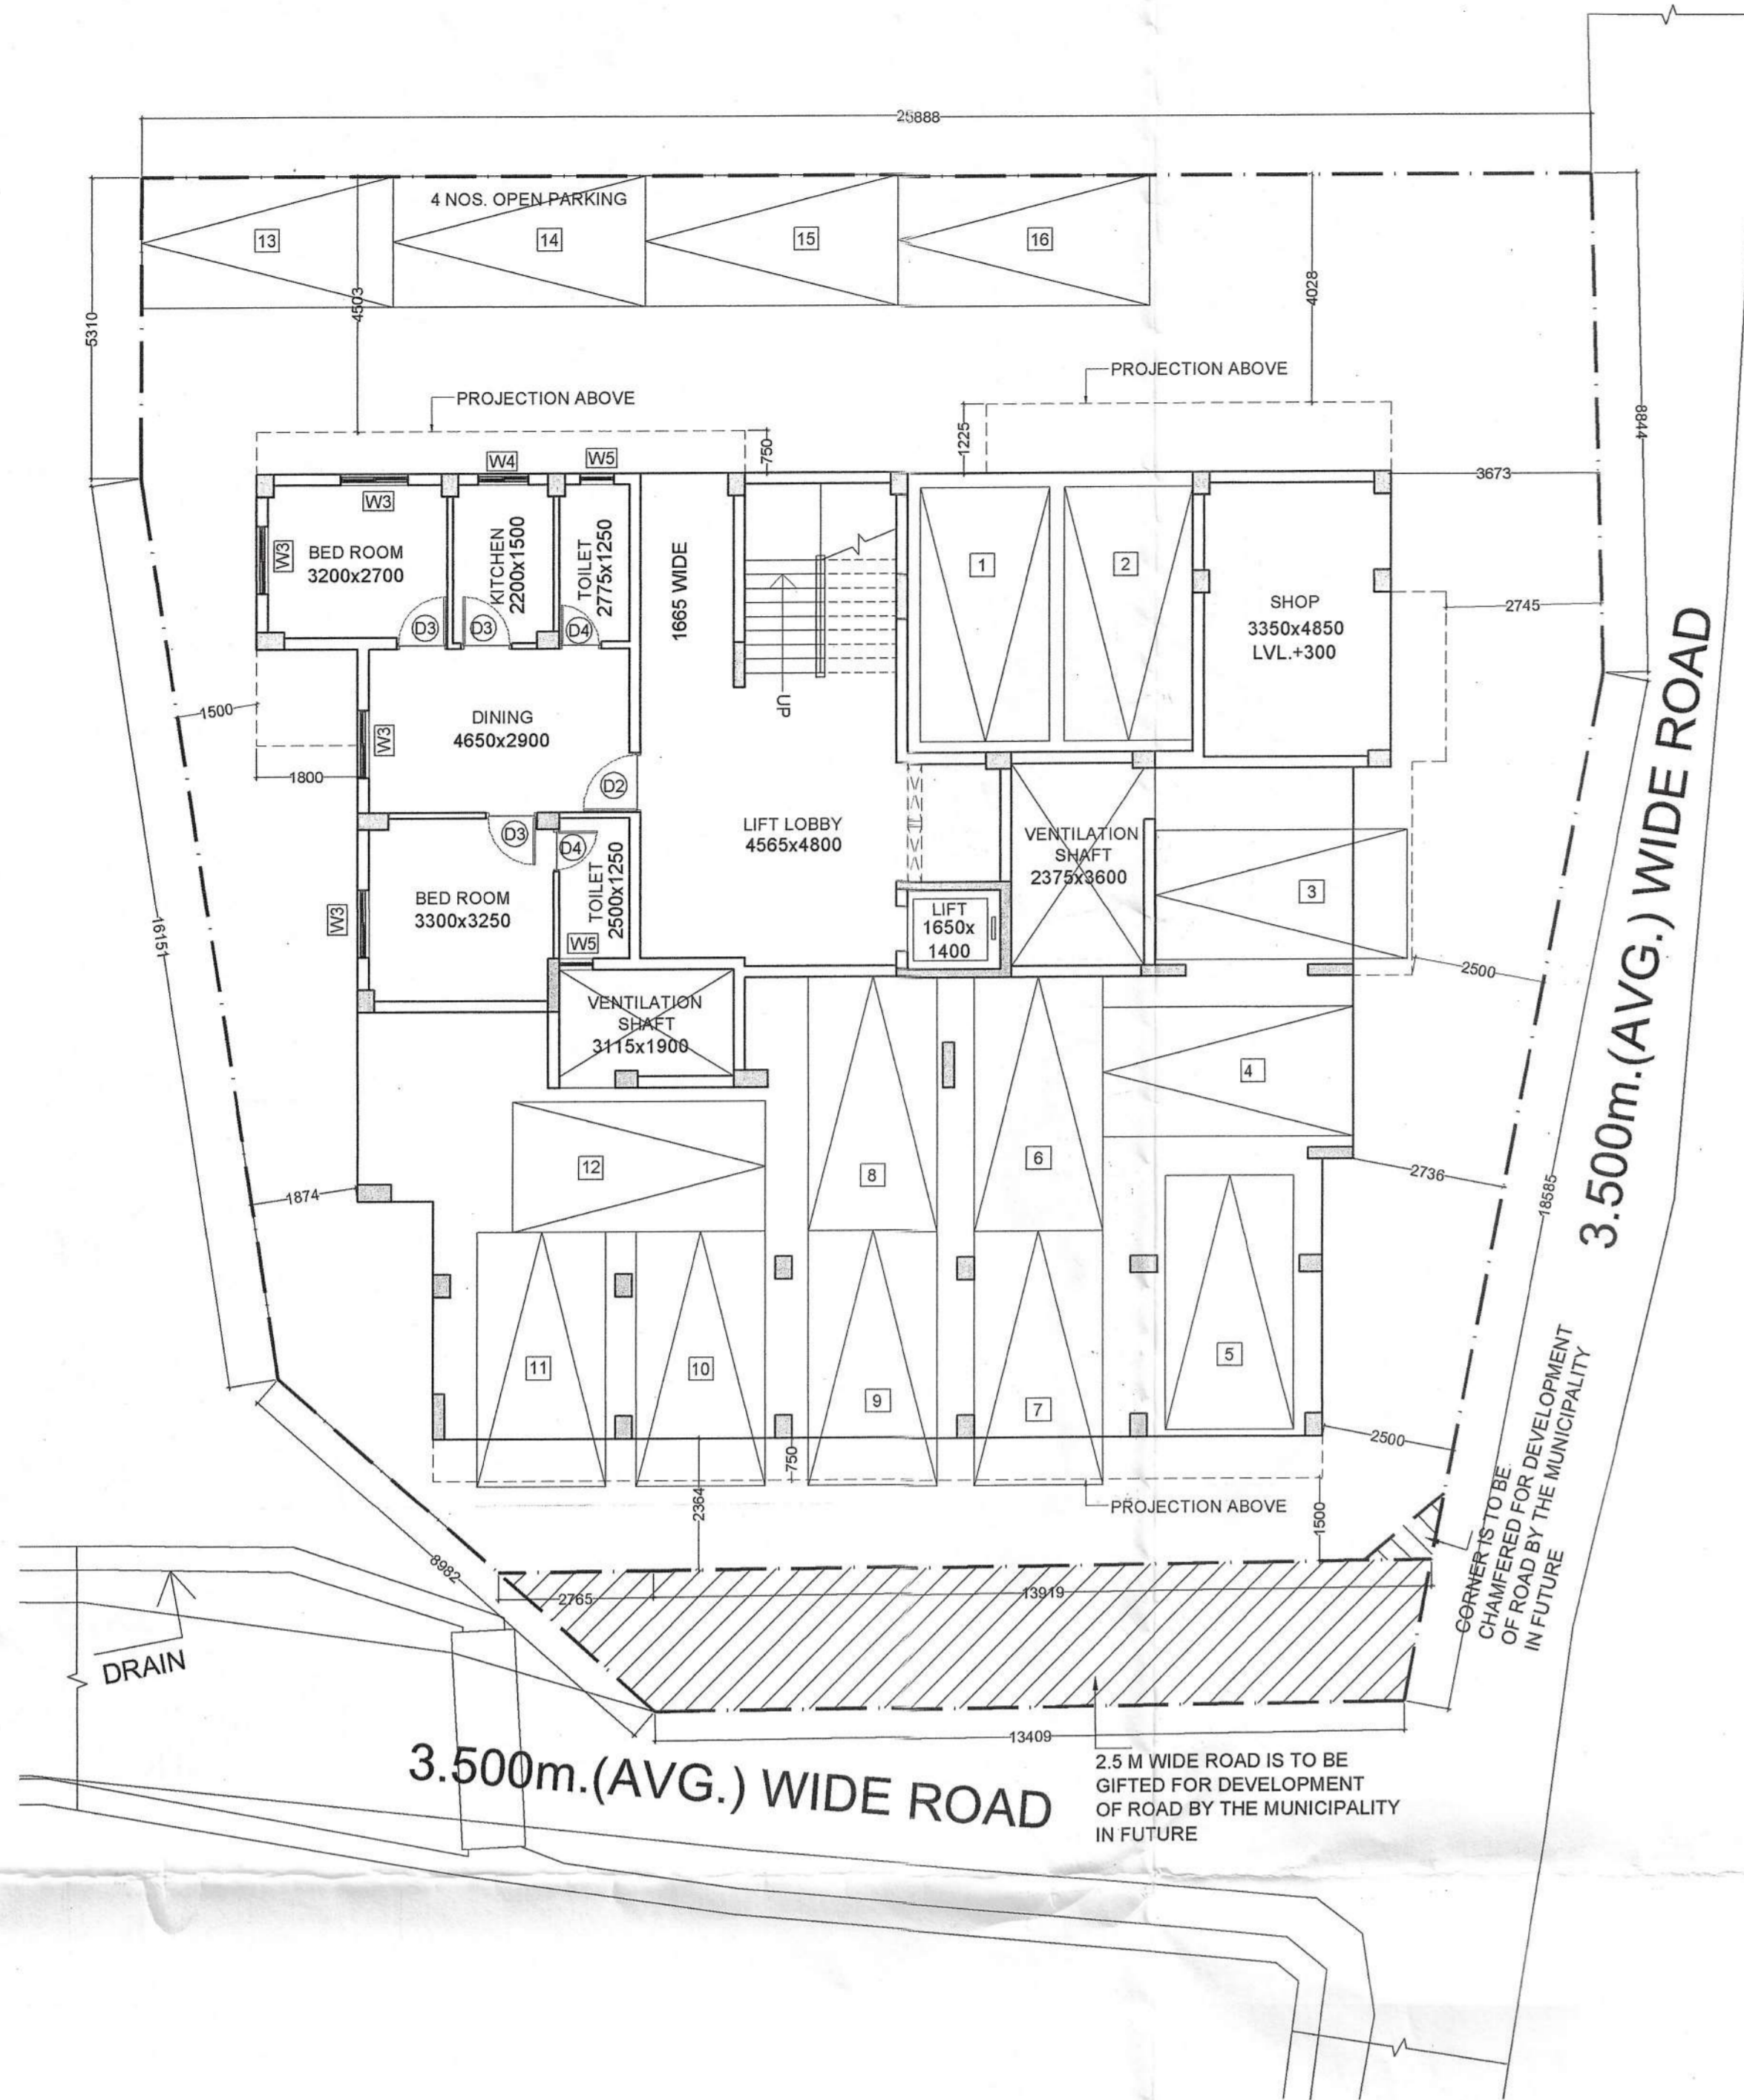 25888
4 NOS. OPEN PARKING
13
14
15
16
5310
4503
4028
8844
PROJECTION ABOVE
PROJECTION ABOVE
750
1225
3673
W4
W5
W3
W3
BED ROOM
3200x2700
KITCHEN
2200x1500
TOILET
2775x1250
1665 WIDE
1
2
SHOP
3350x4850
LVL.+300
2745
D3
D3
D4
UP
1500
DINING
4650x2900
W3
1800
D2
D3
D4
LIFT LOBBY
4565x4800
VENTILATION
SHAFT
2375x3600
3
BED ROOM
3300x3250
W3
TOILET
2500x1250
W5
LIFT
1650x
1400
16151
2500
VENTILATION
SHAFT
3115x1900
4
12
8
6
1874
2736
18585
3.500m.(AVG.) WIDE ROAD
11
10
9
7
5
2500
2364
750
PROJECTION ABOVE
1500
CORNER IS TO BE
CHAMFERED FOR DEVELOPMENT
OF ROAD BY THE MUNICIPALITY
IN FUTURE
8982
2765
13919
DRAIN
13409
3.500m.(AVG.) WIDE ROAD
2.5 M WIDE ROAD IS TO BE
GIFTED FOR DEVELOPMENT
OF ROAD BY THE MUNICIPALITY
IN FUTURE